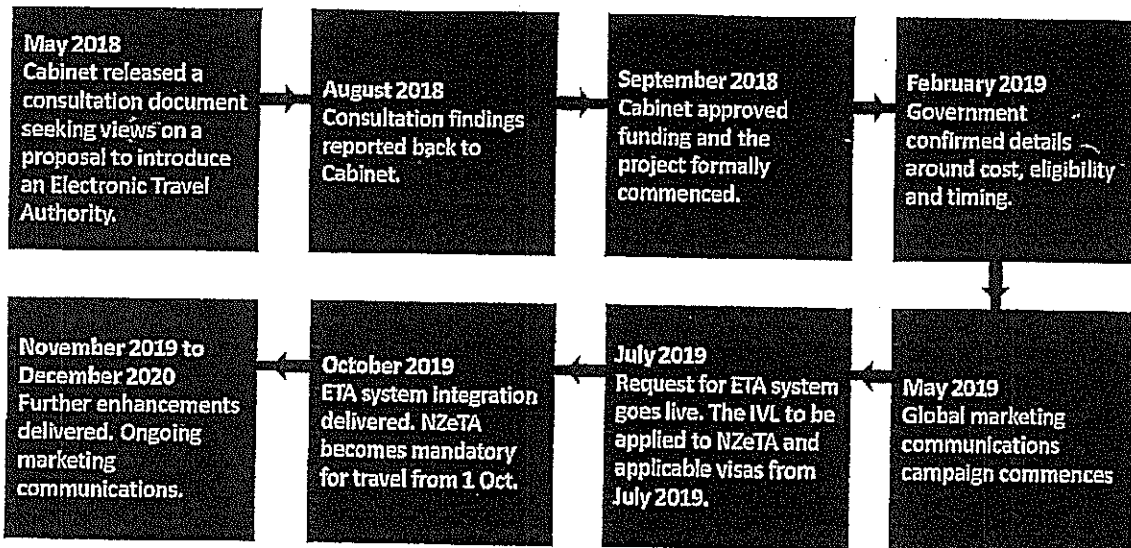 May 2018
Cabinet released a
consultation document
seeking views on a
proposal to introduce
an Electronic Travel
Authority.
August 2018
Consultation findings
reported back to
Cabinet.
September 2018
Cabinet approved
funding and the
project formally
commenced.
February 2019
Government
confirmed details
around cost, eligibility
and timing.
May 2019
Global marketing
communications
campaign commences
July 2019
Request for ETA system
goes live. The IVL to be
applied to NZeTA and
applicable visas from
July 2019.
October 2019
ETA system integration
delivered. NZeTA
becomes mandatory
for travel from 1 Oct.
November 2019 to
December 2020
Further enhancements
delivered. Ongoing
marketing
communications.